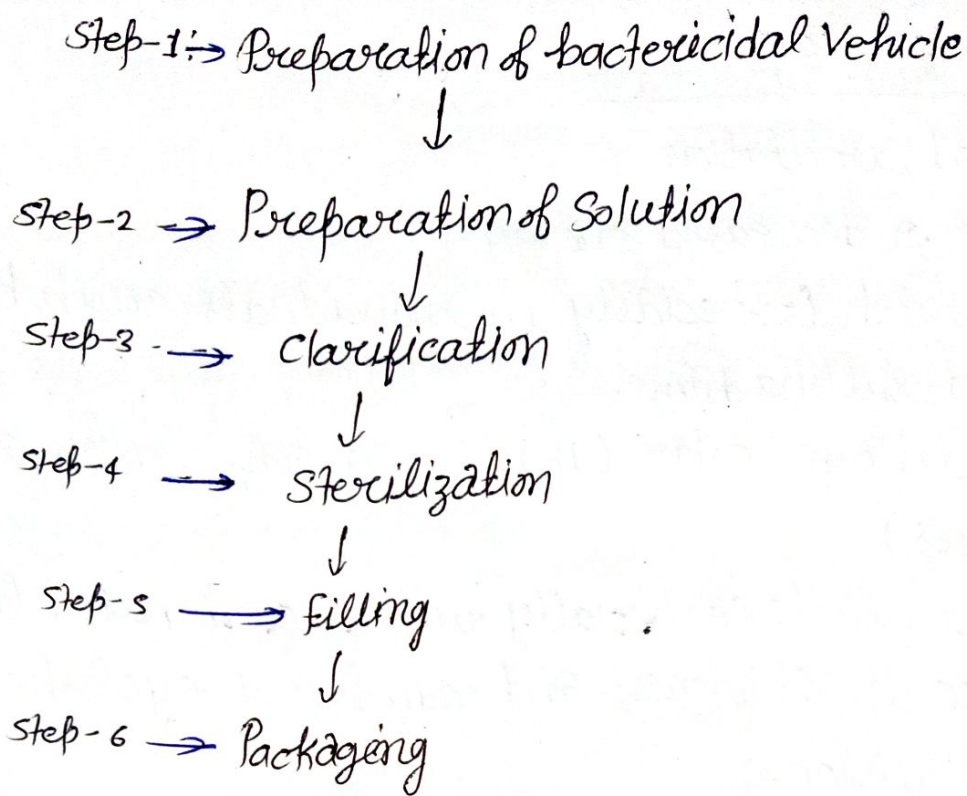 Step-1:→ Preparation of bactericidal Vehicle
↓
Step-2 → Preparation of Solution
↓
Step-3 → Clarification
↓
Step-4 → Sterilization
↓
Step-5 → filling
↓
Step-6 → Packaging